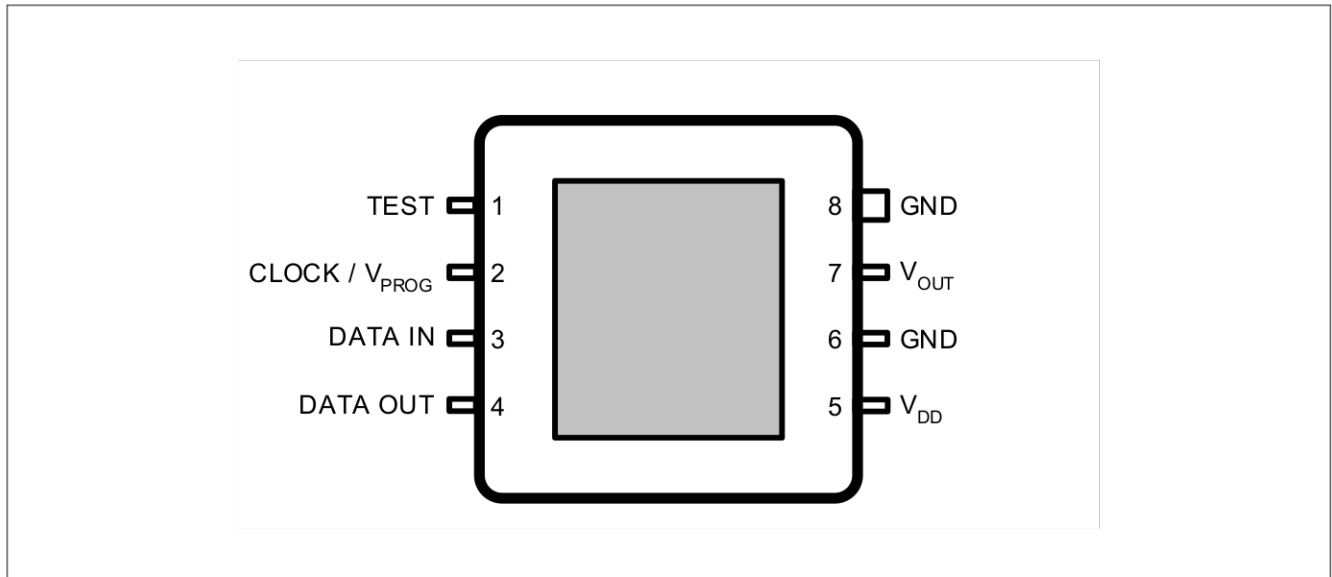 TEST 1
CLOCK / VPROG 2
DATA IN 3
DATA OUT 4
8 GND
7 VOUT
6 GND
5 VDD